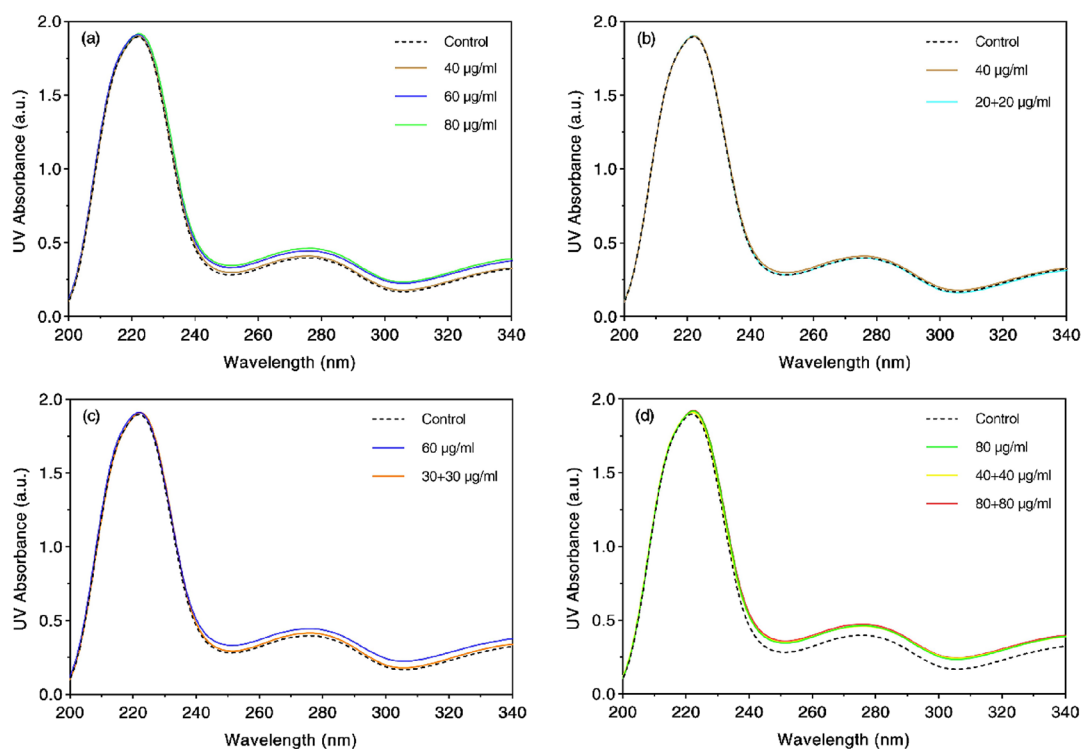 (a)
Control
40 µg/ml
60 µg/ml
80 µg/ml
2.0
1.5
1.0
0.5
0.0
UV Absorbance (a.u.)
200 220 240 260 280 300 320 340
Wavelength (nm)
(b)
Control
40 µg/ml
20+20 µg/ml
2.0
1.5
1.0
0.5
0.0
UV Absorbance (a.u.)
200 220 240 260 280 300 320 340
Wavelength (nm)
(c)
Control
60 µg/ml
30+30 µg/ml
2.0
1.5
1.0
0.5
0.0
UV Absorbance (a.u.)
200 220 240 260 280 300 320 340
Wavelength (nm)
(d)
Control
80 µg/ml
40+40 µg/ml
80+80 µg/ml
2.0
1.5
1.0
0.5
0.0
UV Absorbance (a.u.)
200 220 240 260 280 300 320 340
Wavelength (nm)